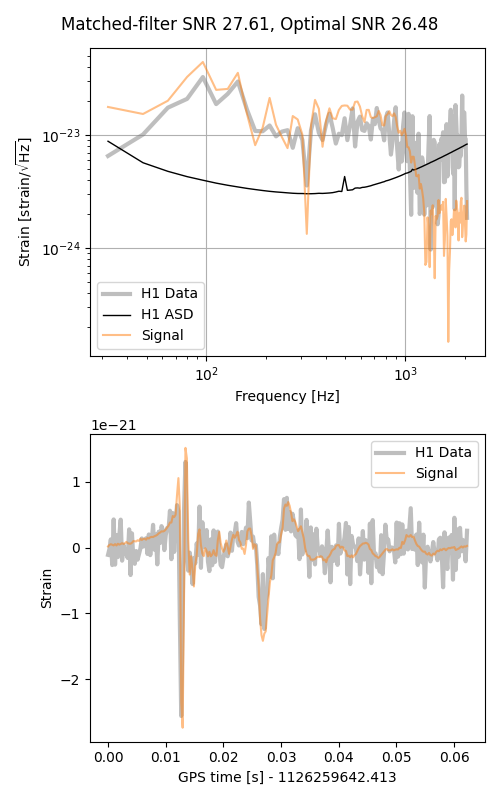 Matched-filter SNR 27.61, Optimal SNR 26.48
Strain [strain/√Hz]
10⁻²³
10⁻²⁴
H1 Data
H1 ASD
Signal
10² 10³
Frequency [Hz]
1e−21
H1 Data
Signal
Strain
1
0
−1
−2
0.00 0.01 0.02 0.03 0.04 0.05 0.06
GPS time [s] - 1126259642.413